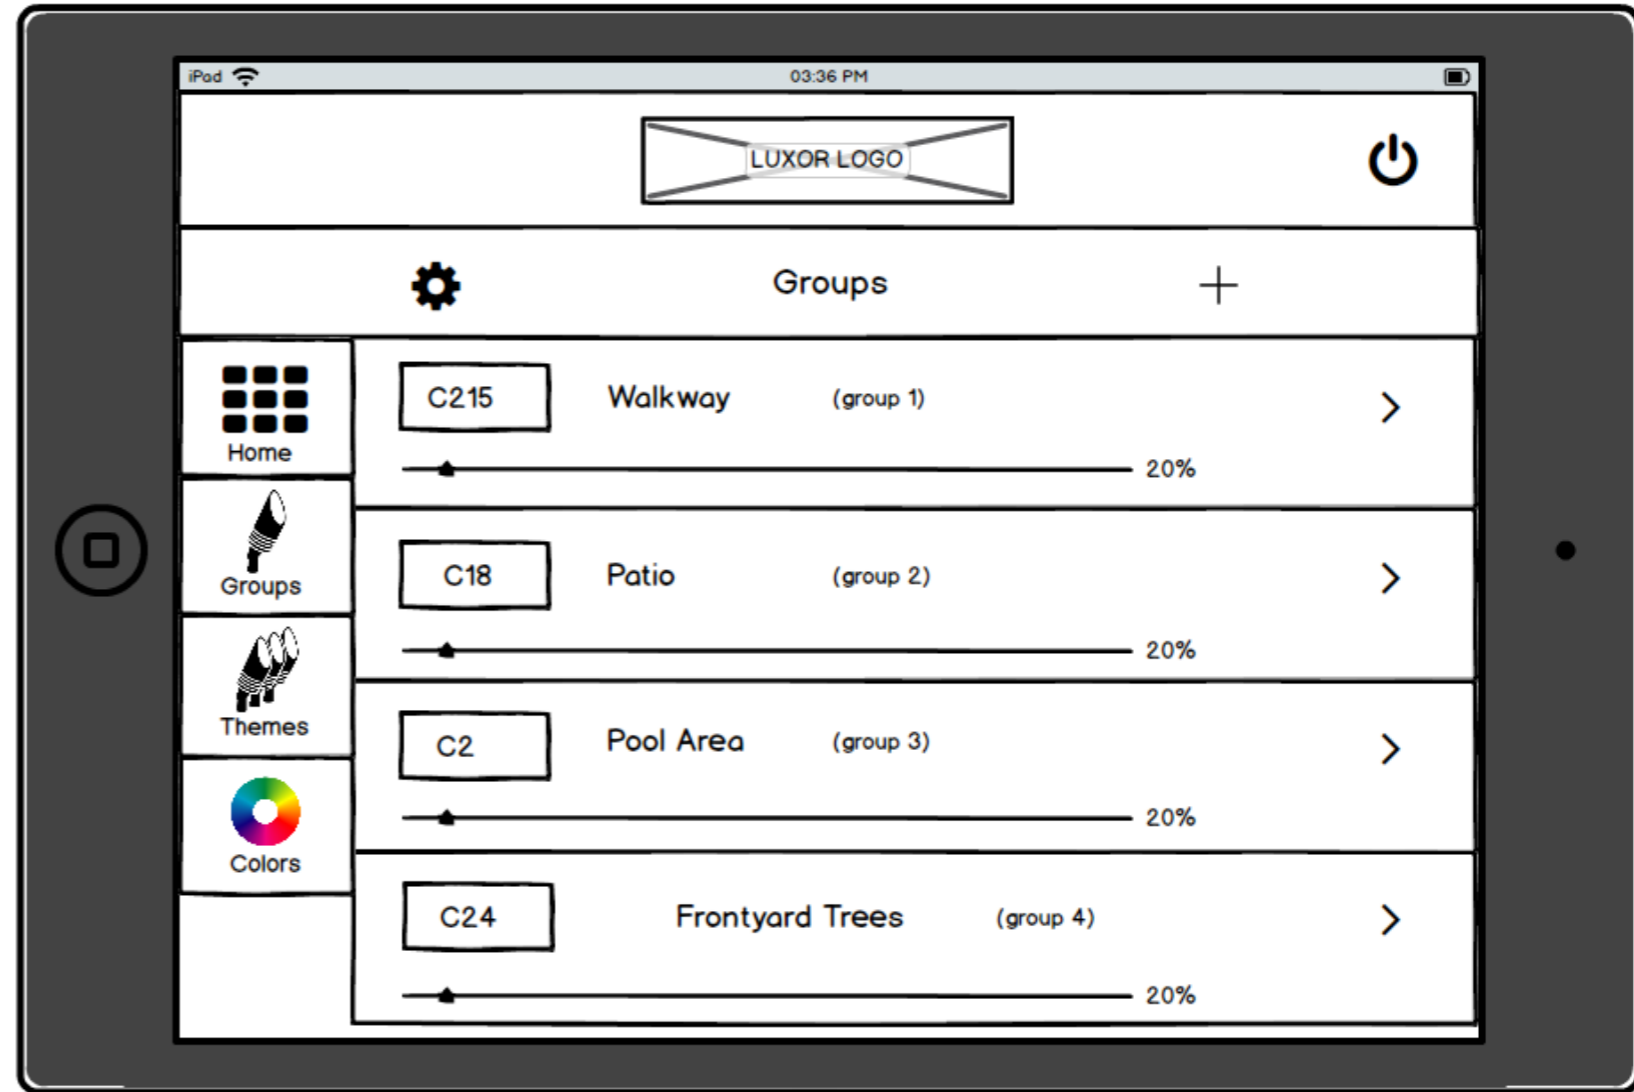 iPad 03:36 PM
LUXOR LOGO
Groups
Home
Groups
Themes
Colors
C215 Walkway (group 1)
20%
C18 Patio (group 2)
20%
C2 Pool Area (group 3)
20%
C24 Frontyard Trees (group 4)
20%